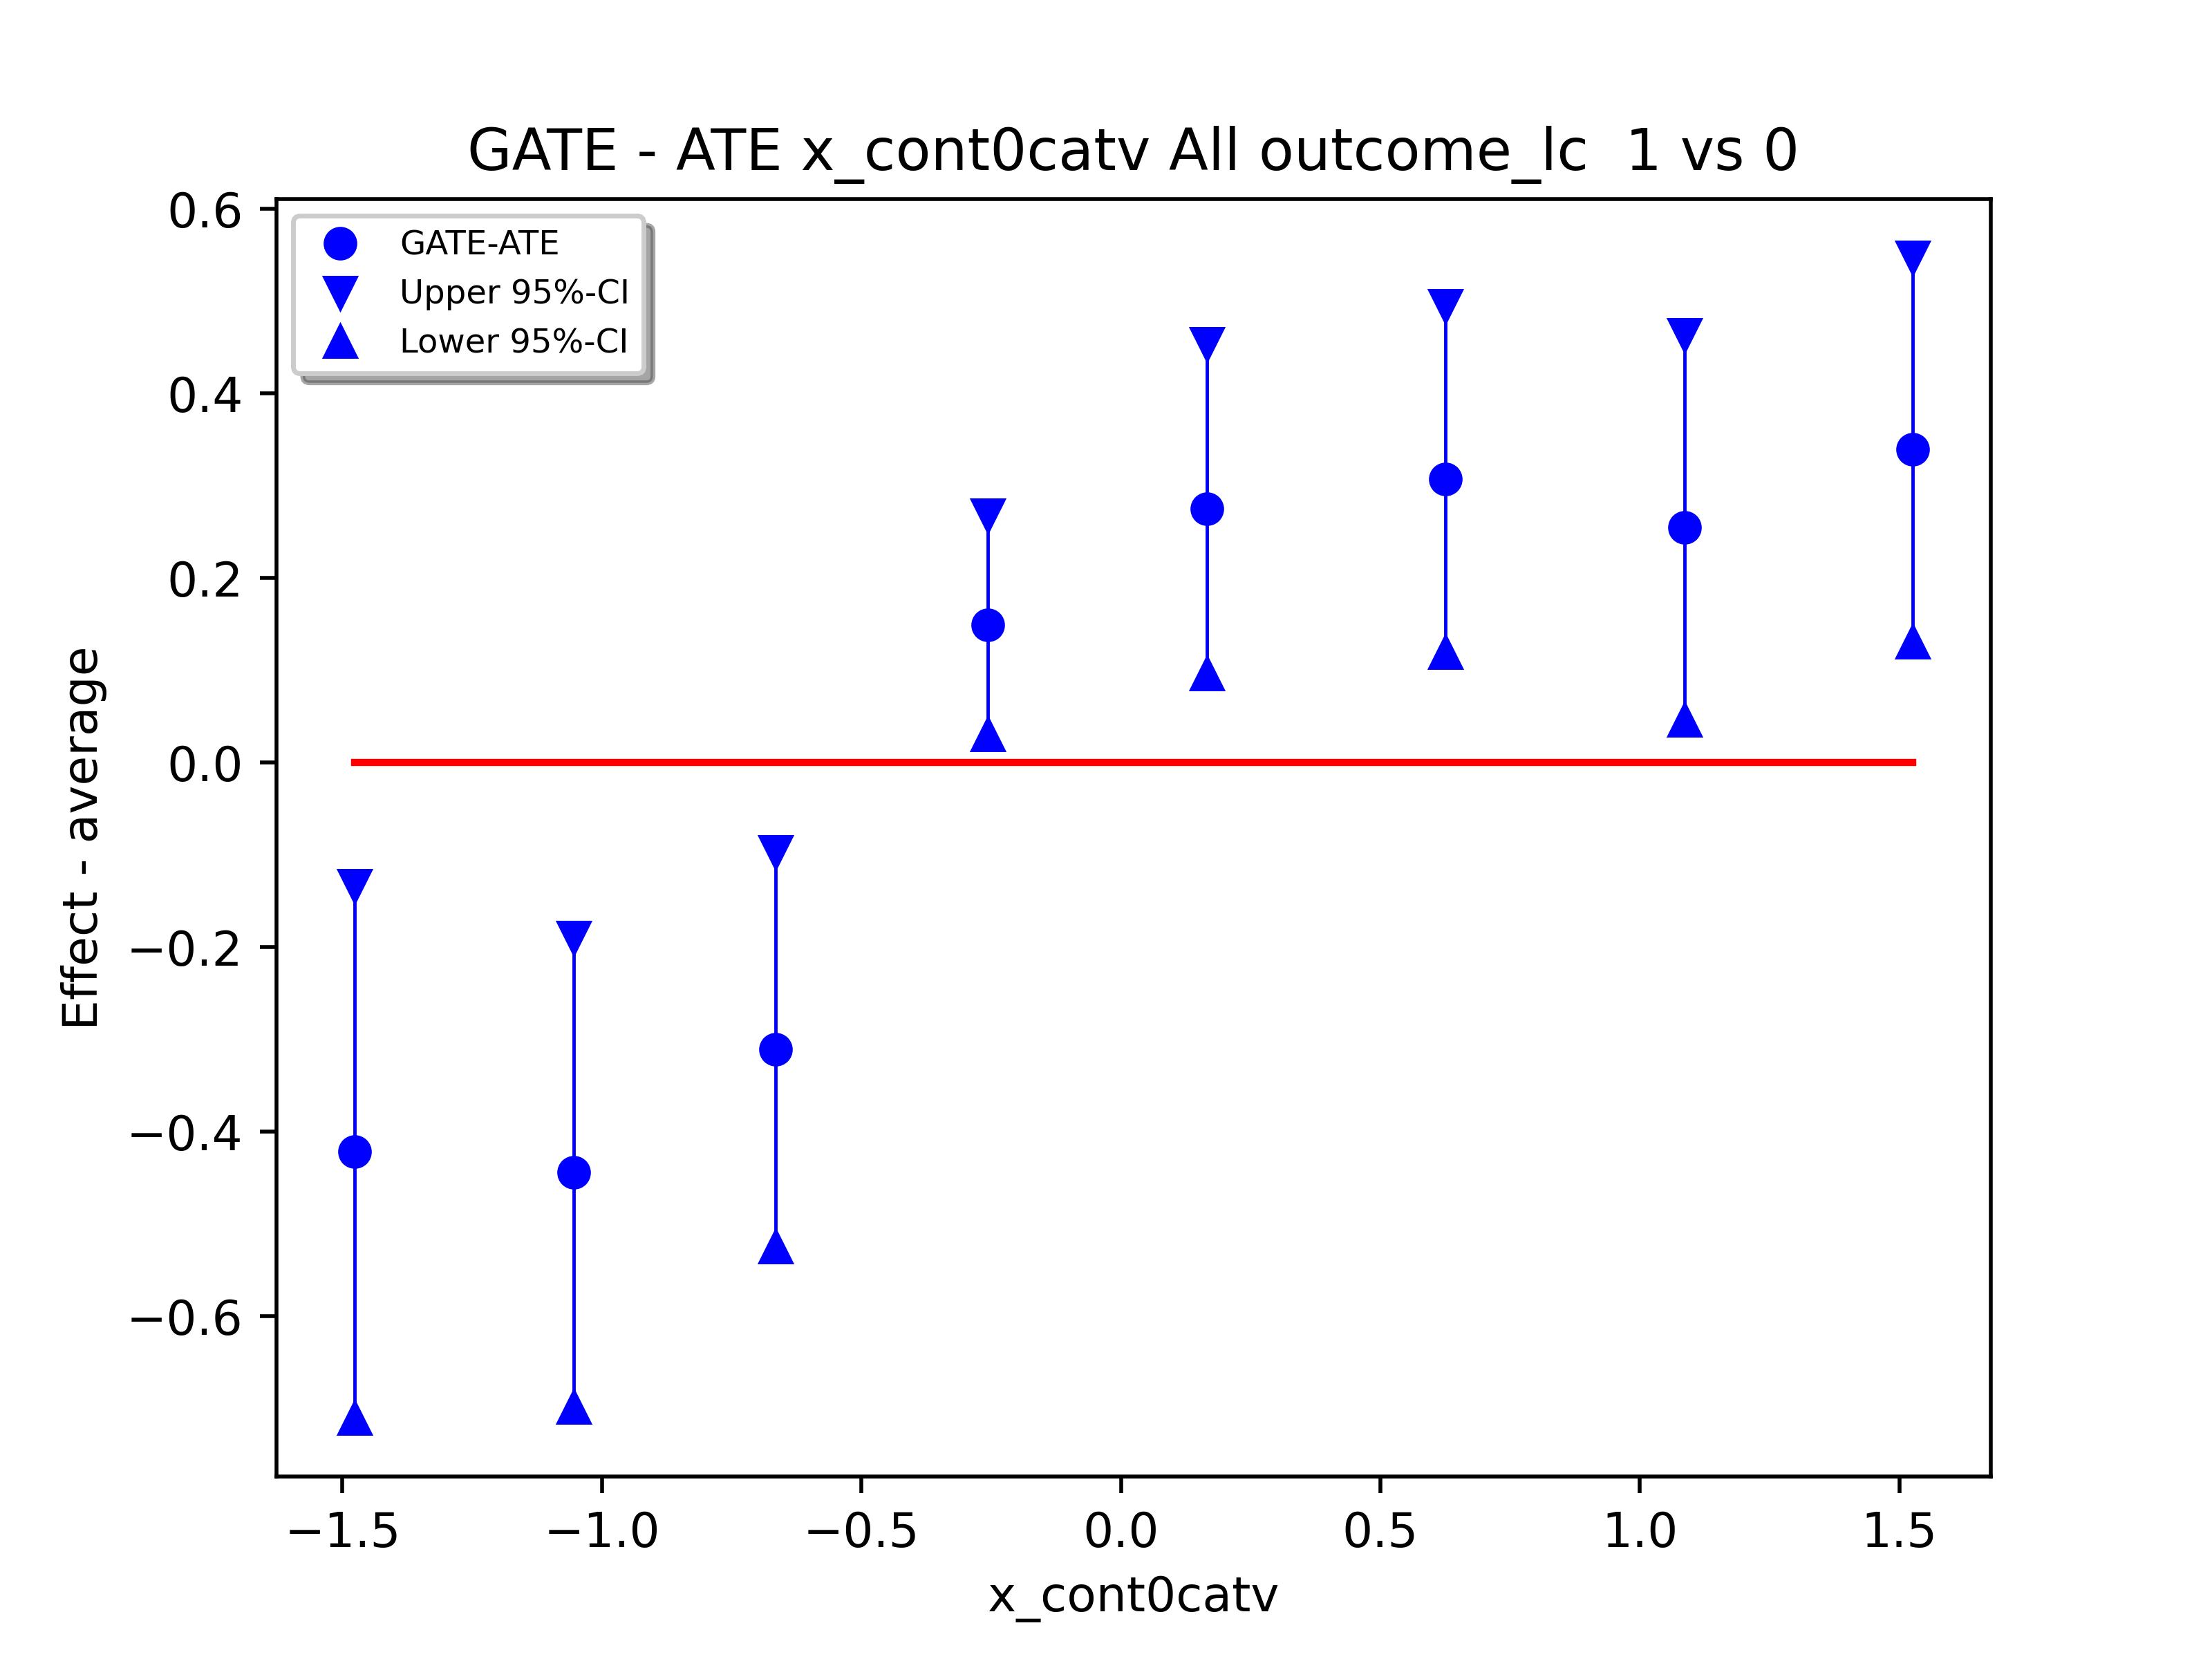 GATE - ATE x_cont0catv All outcome_lc  1 vs 0
GATE-ATE
Upper 95%-CI
Lower 95%-CI
0.6
0.4
0.2
0.0
−0.2
−0.4
−0.6
Effect - average
−1.5 −1.0 −0.5 0.0 0.5 1.0 1.5
x_cont0catv